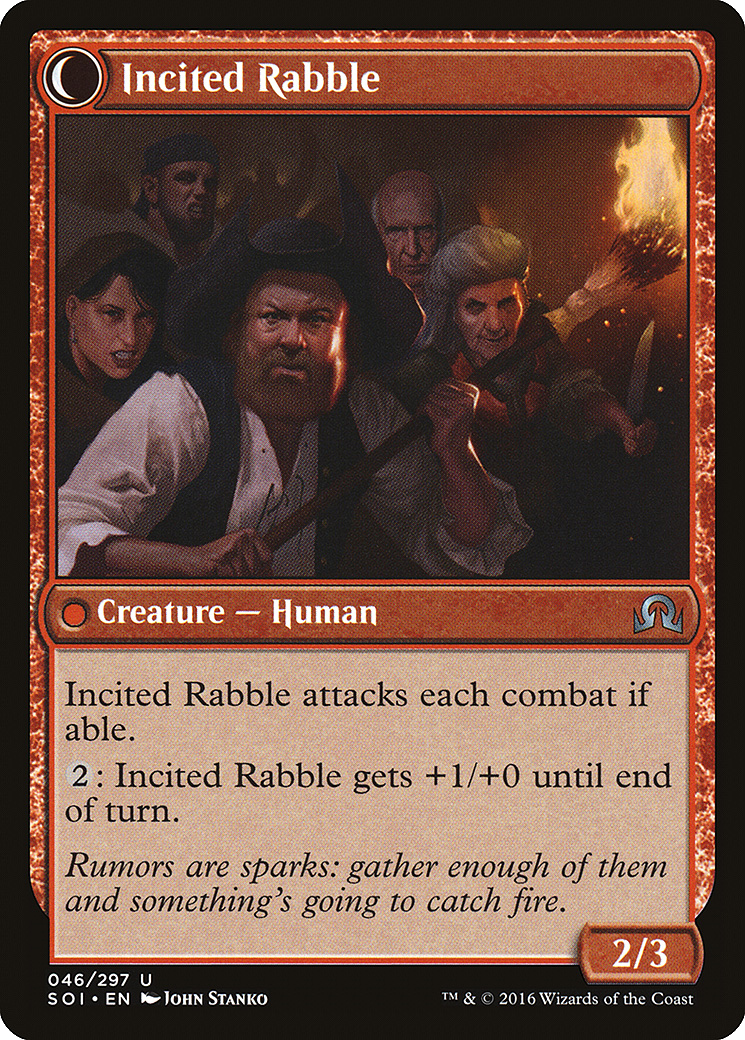 Incited Rabble
Creature — Human
Incited Rabble attacks each combat if
able.
2: Incited Rabble gets +1/+0 until end
of turn.
Rumors are sparks: gather enough of them
and something's going to catch fire.
2/3
046/297 U
SOI • EN John Stanko
™ & © 2016 Wizards of the Coast